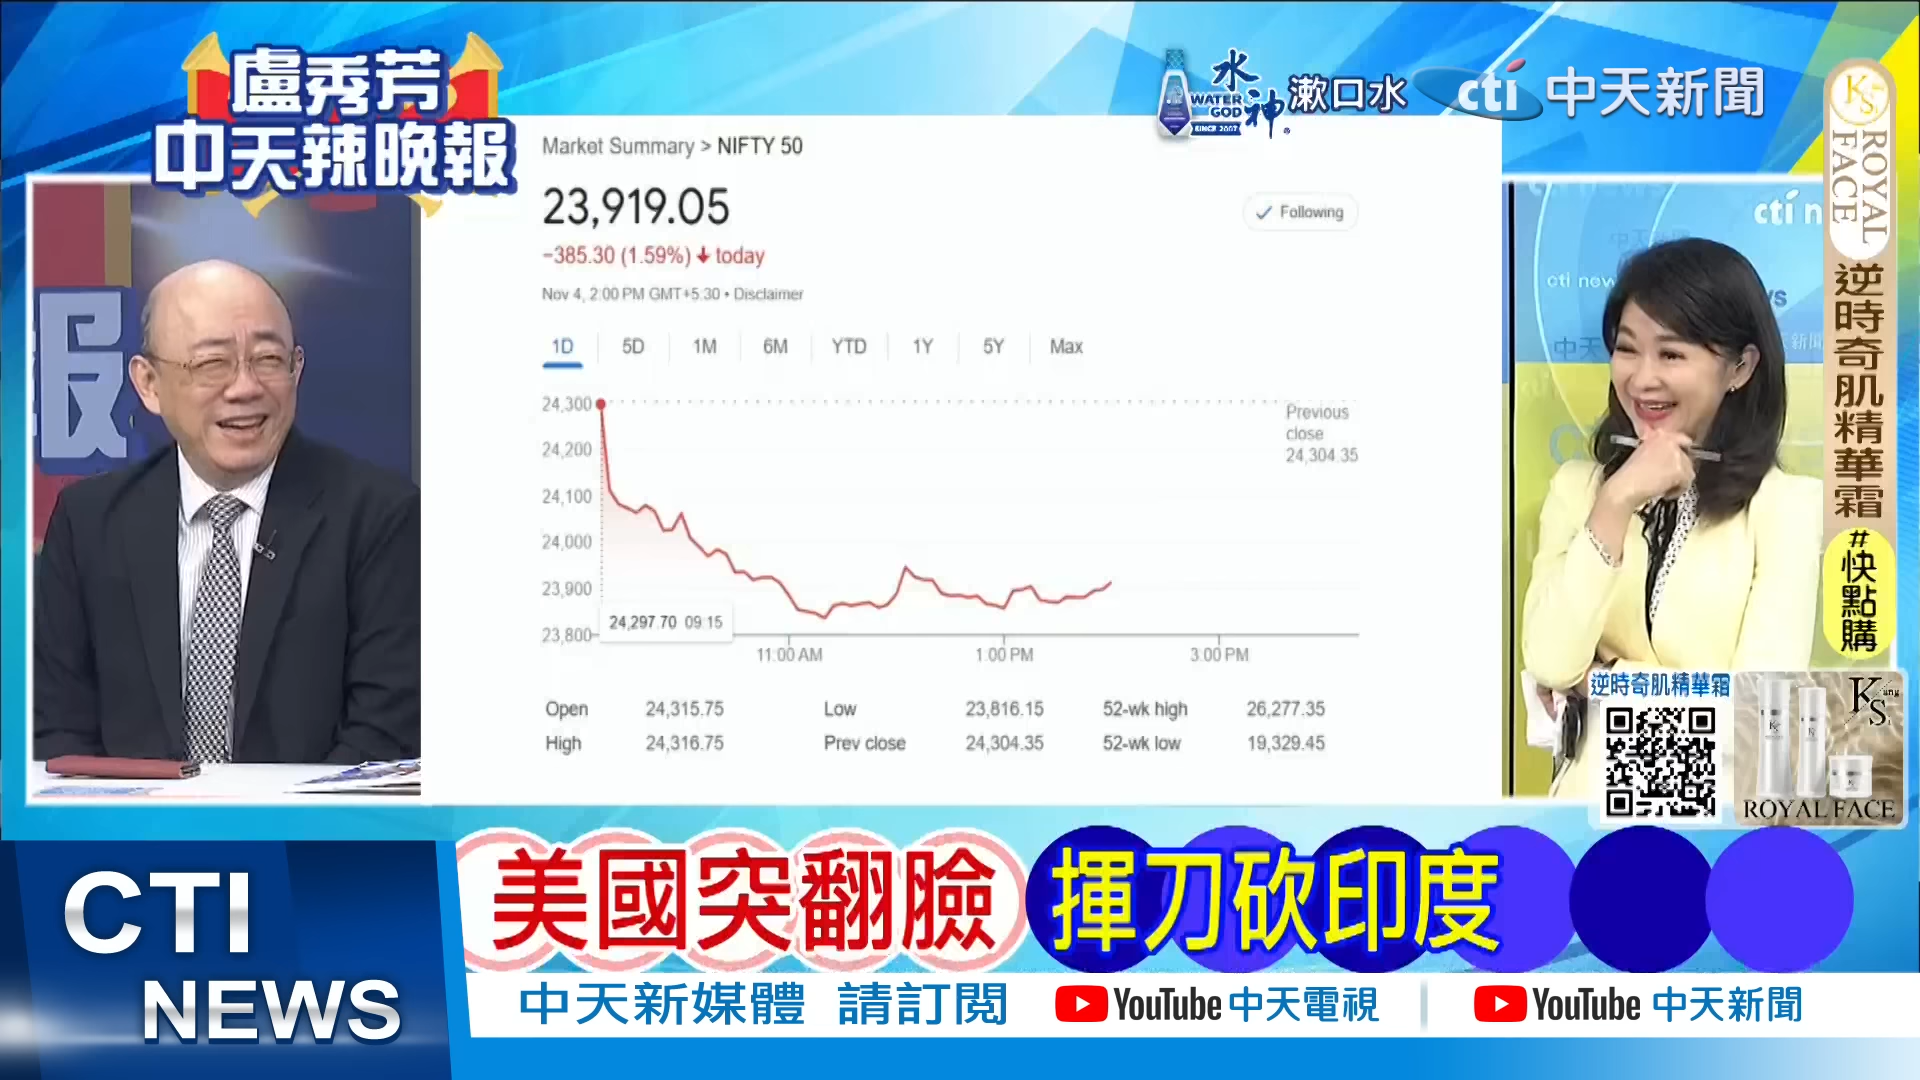 盧秀芳
中天辣晚報
水神
WATER GOD
SINCE 2007
漱口水
cti 中天新聞
Market Summary > NIFTY 50
23,919.05
−385.30 (1.59%) ↓ today
Following
Nov 4, 2:00 PM GMT+5:30 • Disclaimer
1D 5D 1M 6M YTD 1Y 5Y Max
24,300
24,200
24,100
24,000
23,900
23,800
Previous
close
24,304.35
24,297.70 09:15
11:00 AM 1:00 PM 3:00 PM
Open 24,315.75 Low 23,816.15 52-wk high 26,277.35
High 24,316.75 Prev close 24,304.35 52-wk low 19,329.45
報
cti n
cti new
KS
ROYAL
FACE
逆時奇肌精華霜
#快點購
逆時奇肌精華霜
KS
ROYAL FACE
美國突翻臉 揮刀砍印度
CTI
NEWS
中天新媒體 請訂閱 YouTube 中天電視 YouTube 中天新聞